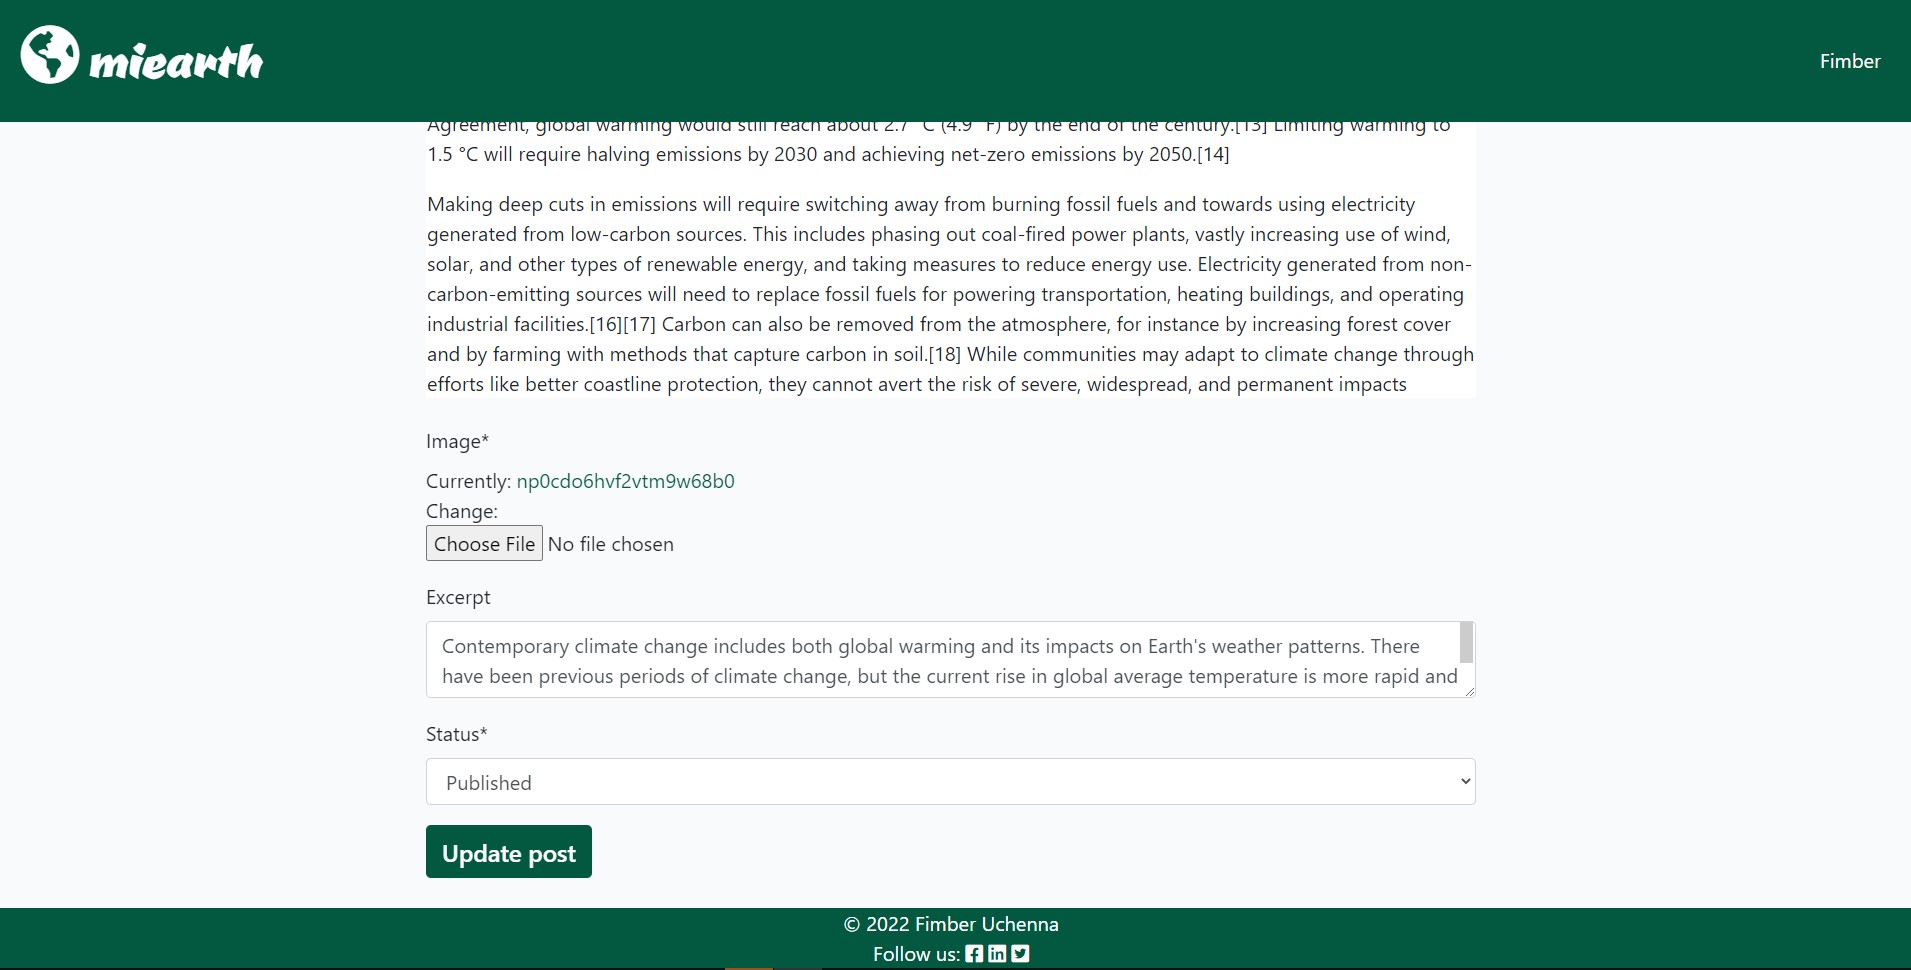 miearth
Fimber
Agreement, global warming would still reach about 2.7 °C (4.9 °F) by the end of the century.[13] Limiting warming to
1.5 °C will require halving emissions by 2030 and achieving net-zero emissions by 2050.[14]
Making deep cuts in emissions will require switching away from burning fossil fuels and towards using electricity
generated from low-carbon sources. This includes phasing out coal-fired power plants, vastly increasing use of wind,
solar, and other types of renewable energy, and taking measures to reduce energy use. Electricity generated from non-
carbon-emitting sources will need to replace fossil fuels for powering transportation, heating buildings, and operating
industrial facilities.[16][17] Carbon can also be removed from the atmosphere, for instance by increasing forest cover
and by farming with methods that capture carbon in soil.[18] While communities may adapt to climate change through
efforts like better coastline protection, they cannot avert the risk of severe, widespread, and permanent impacts
Image*
Currently: np0cdo6hvf2vtm9w68b0
Change:
Choose File No file chosen
Excerpt
Contemporary climate change includes both global warming and its impacts on Earth's weather patterns. There
have been previous periods of climate change, but the current rise in global average temperature is more rapid and
Status*
Published
Update post
© 2022 Fimber Uchenna
Follow us: